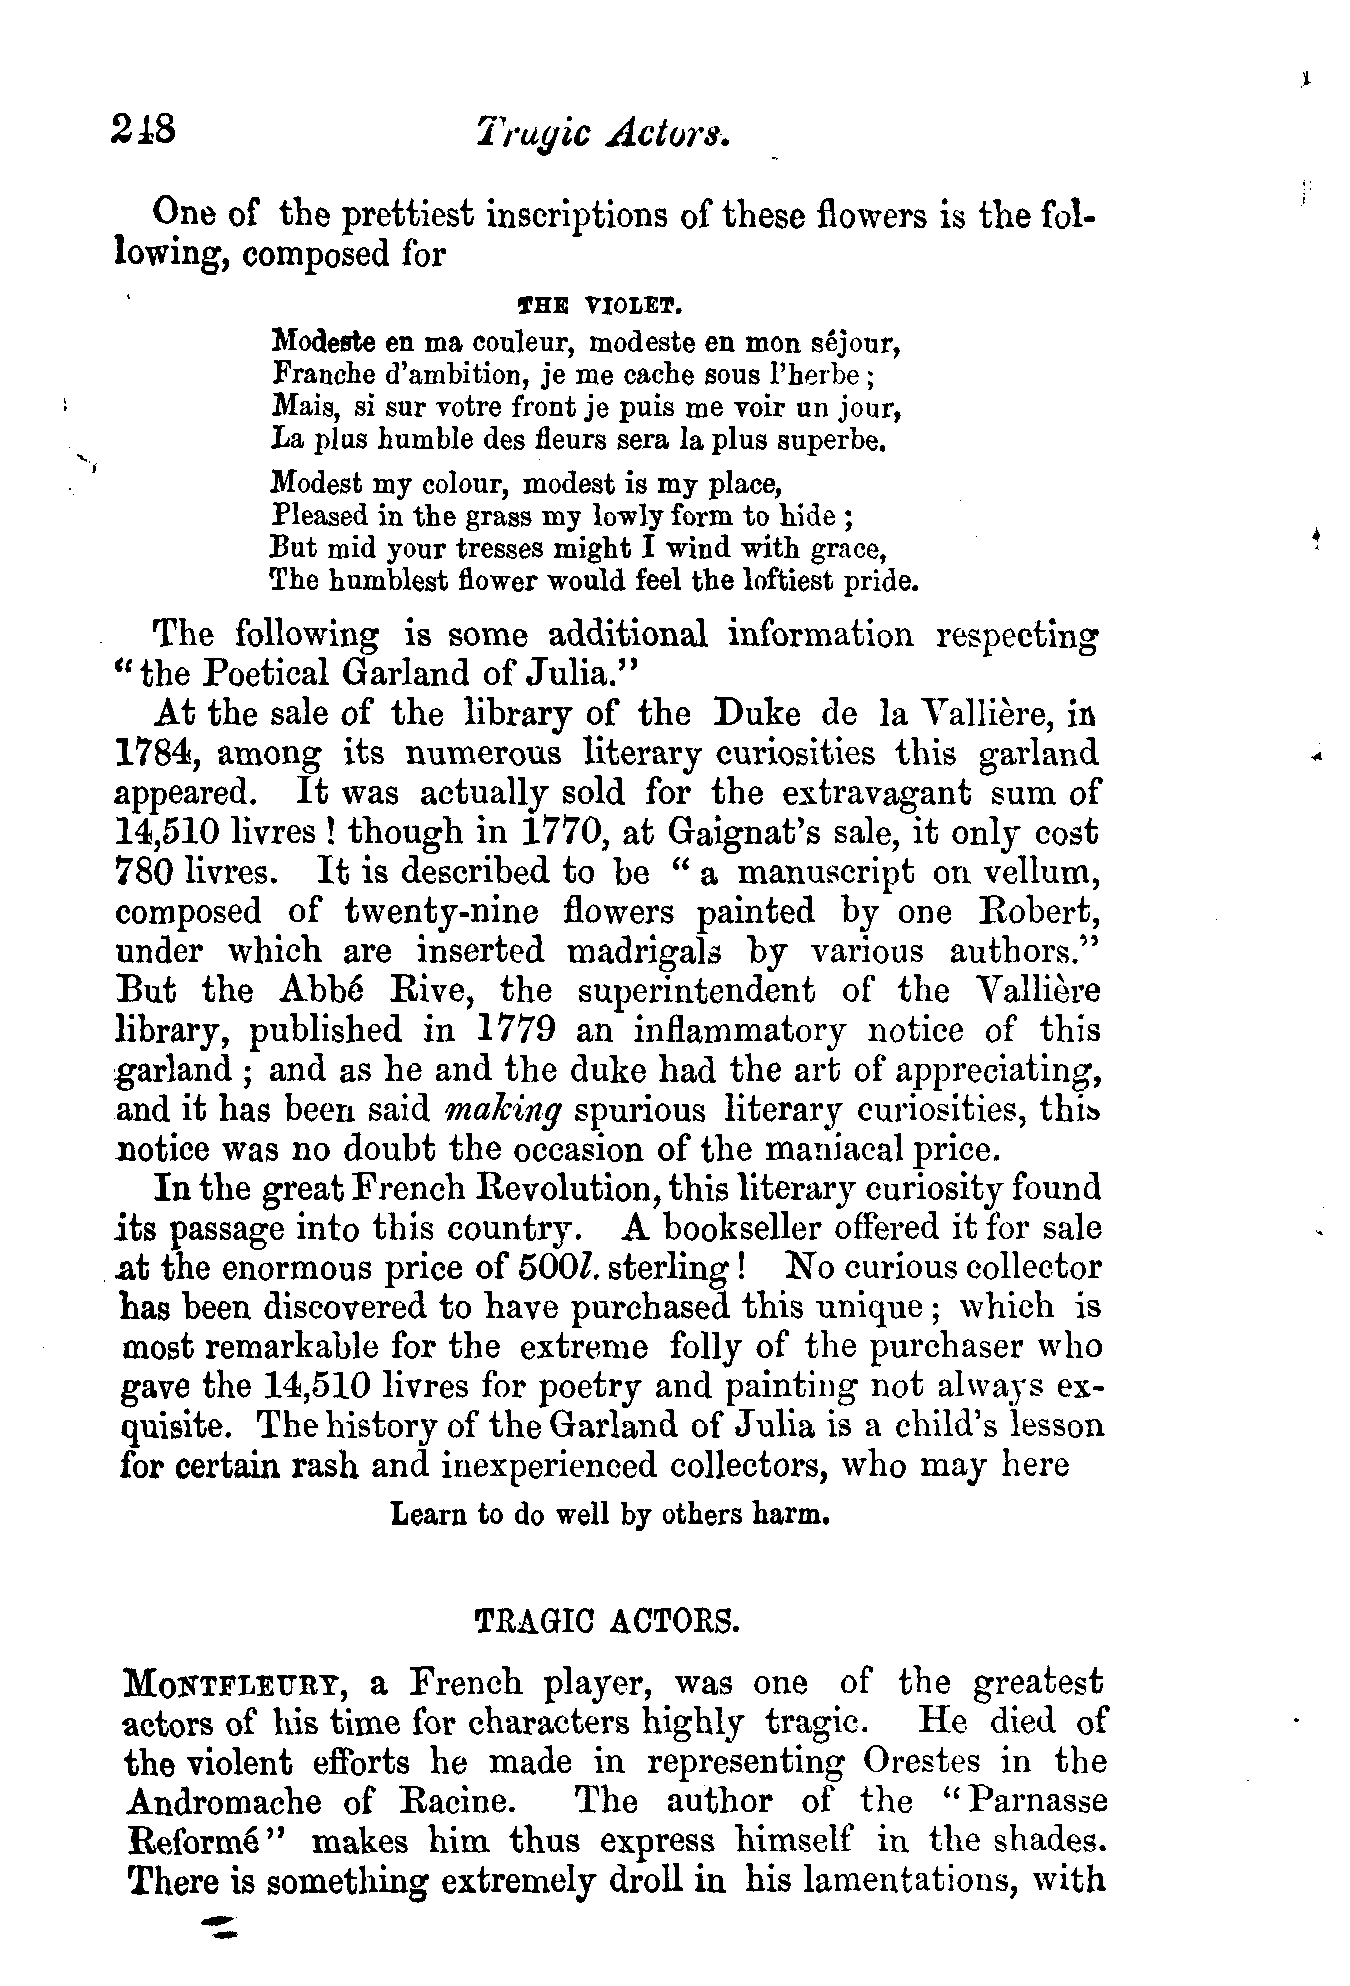 248 Tragic Actors.
One of the prettiest inscriptions of these flowers is the fol-
lowing, composed for
THE VIOLET.
Modeste en ma couleur, modeste en mon séjour,
Franche d'ambition, je me cache sous l'herbe ;
Mais, si sur votre front je puis me voir un jour,
La plus humble des fleurs sera la plus superbe.
Modest my colour, modest is my place,
Pleased in the grass my lowly form to hide ;
But mid your tresses might I wind with grace,
The humblest flower would feel the loftiest pride.
The following is some additional information respecting
“the Poetical Garland of Julia.”
At the sale of the library of the Duke de la Vallière, in
1784, among its numerous literary curiosities this garland
appeared. It was actually sold for the extravagant sum of
14,510 livres ! though in 1770, at Gaignat's sale, it only cost
780 livres. It is described to be “ a manuscript on vellum,
composed of twenty-nine flowers painted by one Robert,
under which are inserted madrigals by various authors.”
But the Abbé Rive, the superintendent of the Vallière
library, published in 1779 an inflammatory notice of this
garland ; and as he and the duke had the art of appreciating,
and it has been said making spurious literary curiosities, this
notice was no doubt the occasion of the maniacal price.
In the great French Revolution, this literary curiosity found
its passage into this country. A bookseller offered it for sale
at the enormous price of 500l. sterling ! No curious collector
has been discovered to have purchased this unique ; which is
most remarkable for the extreme folly of the purchaser who
gave the 14,510 livres for poetry and painting not always ex-
quisite. The history of the Garland of Julia is a child's lesson
for certain rash and inexperienced collectors, who may here
Learn to do well by others harm.
TRAGIC ACTORS.
MONTFLEURY, a French player, was one of the greatest
actors of his time for characters highly tragic. He died of
the violent efforts he made in representing Orestes in the
Andromache of Racine. The author of the “Parnasse
Reformé” makes him thus express himself in the shades.
There is something extremely droll in his lamentations, with